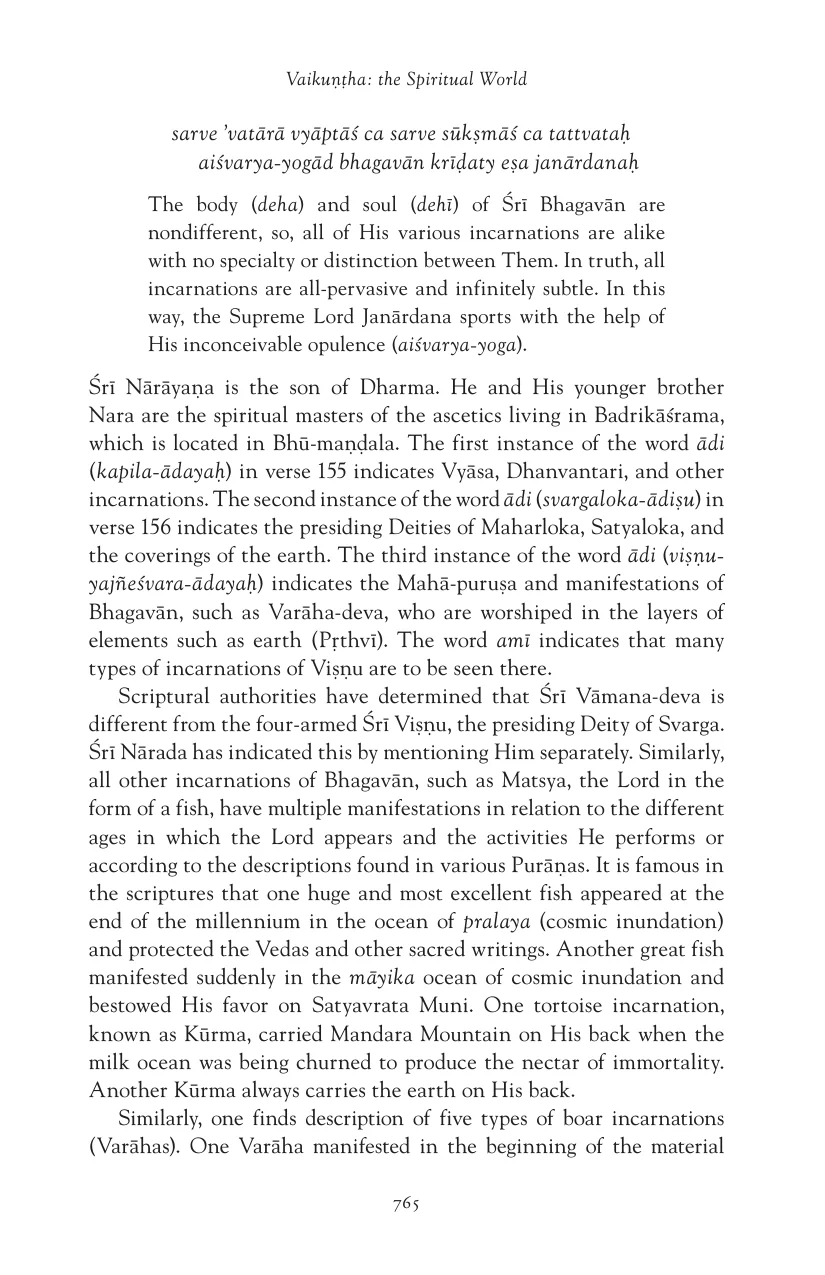 Vaikuṇṭha: the Spiritual World
sarve ’vatārā vyāptāś ca sarve sūkṣmāś ca tattvataḥ
aiśvarya-yogād bhagavān krīḍaty eṣa janārdanaḥ
The body (deha) and soul (dehī) of Śrī Bhagavān are
nondifferent, so, all of His various incarnations are alike
with no specialty or distinction between Them. In truth, all
incarnations are all-pervasive and infinitely subtle. In this
way, the Supreme Lord Janārdana sports with the help of
His inconceivable opulence (aiśvarya-yoga).
Śrī Nārāyaṇa is the son of Dharma. He and His younger brother
Nara are the spiritual masters of the ascetics living in Badrikāśrama,
which is located in Bhū-maṇḍala. The first instance of the word ādi
(kapila-ādayaḥ) in verse 155 indicates Vyāsa, Dhanvantari, and other
incarnations. The second instance of the word ādi (svargaloka-ādiṣu) in
verse 156 indicates the presiding Deities of Maharloka, Satyaloka, and
the coverings of the earth. The third instance of the word ādi (viṣṇu-
yajñeśvara-ādayaḥ) indicates the Mahā-puruṣa and manifestations of
Bhagavān, such as Varāha-deva, who are worshiped in the layers of
elements such as earth (Pṛthvī). The word amī indicates that many
types of incarnations of Viṣṇu are to be seen there.
Scriptural authorities have determined that Śrī Vāmana-deva is
different from the four-armed Śrī Viṣṇu, the presiding Deity of Svarga.
Śrī Nārada has indicated this by mentioning Him separately. Similarly,
all other incarnations of Bhagavān, such as Matsya, the Lord in the
form of a fish, have multiple manifestations in relation to the different
ages in which the Lord appears and the activities He performs or
according to the descriptions found in various Purāṇas. It is famous in
the scriptures that one huge and most excellent fish appeared at the
end of the millennium in the ocean of pralaya (cosmic inundation)
and protected the Vedas and other sacred writings. Another great fish
manifested suddenly in the māyika ocean of cosmic inundation and
bestowed His favor on Satyavrata Muni. One tortoise incarnation,
known as Kūrma, carried Mandara Mountain on His back when the
milk ocean was being churned to produce the nectar of immortality.
Another Kūrma always carries the earth on His back.
Similarly, one finds description of five types of boar incarnations
(Varāhas). One Varāha manifested in the beginning of the material
765